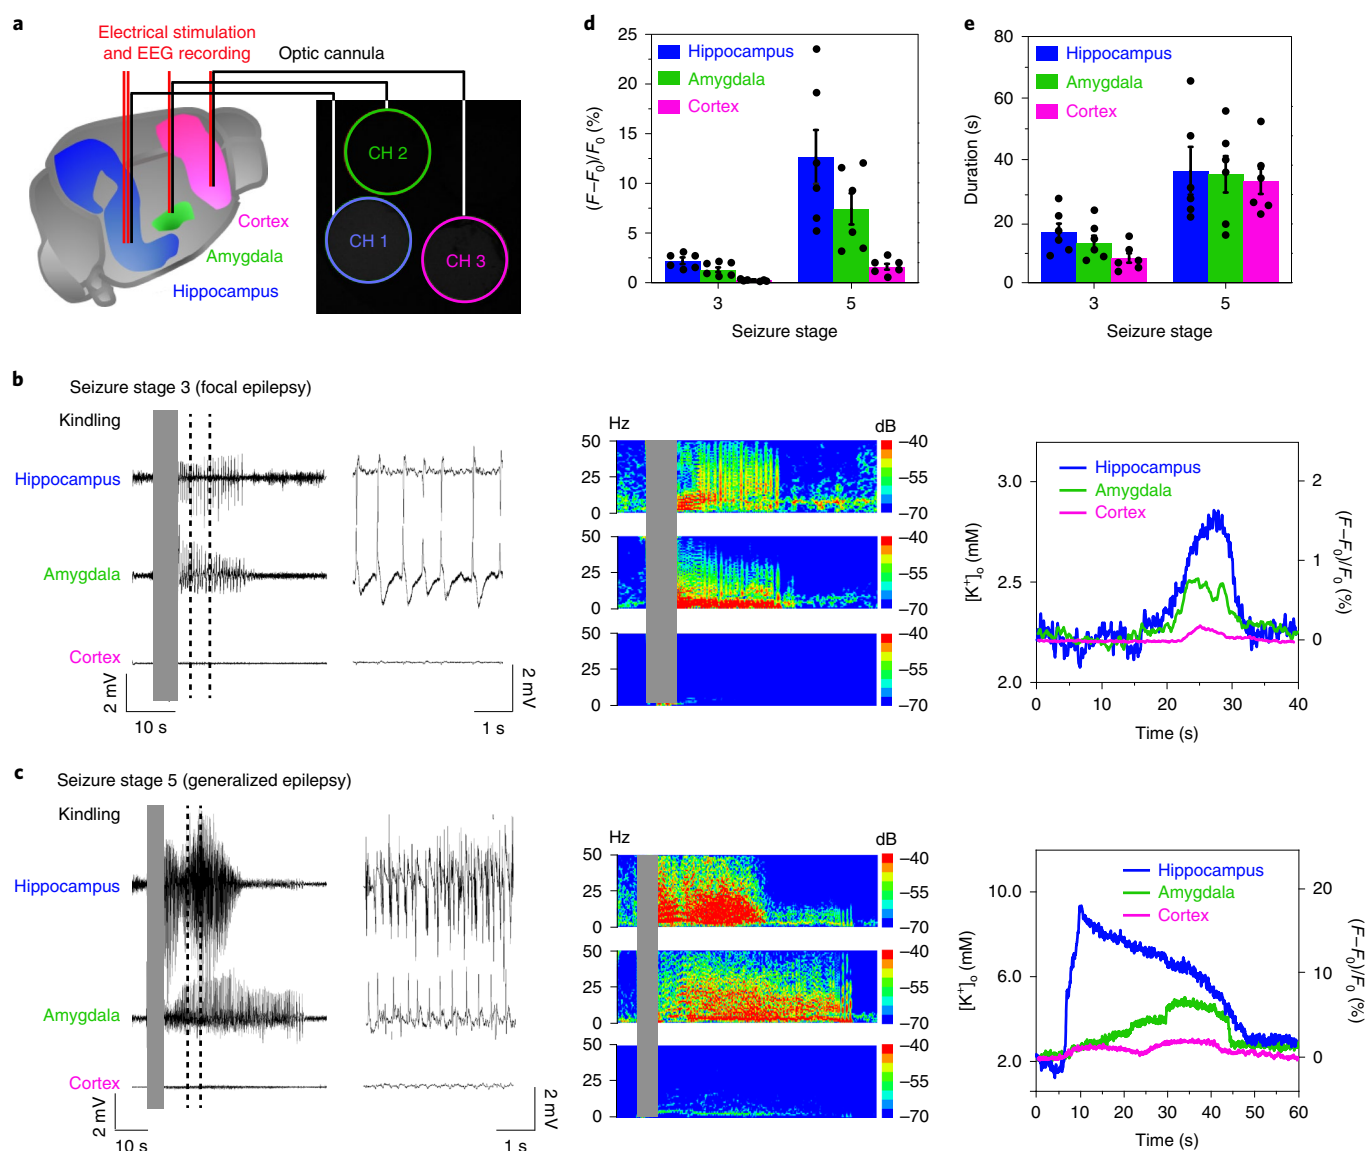 a
Electrical stimulation
and EEG recording
Optic cannula
CH 2
CH 1
CH 3
Cortex
Amygdala
Hippocampus
d
(F–F0)/F0 (%)
25
20
15
10
5
0
Hippocampus
Amygdala
Cortex
3
5
Seizure stage
e
Duration (s)
80
60
40
20
0
Hippocampus
Amygdala
Cortex
3
5
Seizure stage
b
Seizure stage 3 (focal epilepsy)
Kindling
Hippocampus
Amygdala
Cortex
2 mV
10 s
2 mV
1 s
Hz
dB
50
25
0
–40
–55
–70
50
25
0
–40
–55
–70
50
25
0
–40
–55
–70
[K+]o (mM)
3.0
2.5
2.0
Hippocampus
Amygdala
Cortex
2
1
0
(F–F0)/F0 (%)
0 10 20 30 40
Time (s)
c
Seizure stage 5 (generalized epilepsy)
Kindling
Hippocampus
Amygdala
Cortex
2 mV
10 s
2 mV
1 s
Hz
dB
50
25
0
–40
–55
–70
50
25
0
–40
–55
–70
50
25
0
–40
–55
–70
[K+]o (mM)
10.0
6.0
2.0
Hippocampus
Amygdala
Cortex
20
10
0
(F–F0)/F0 (%)
0 10 20 30 40 50 60
Time (s)